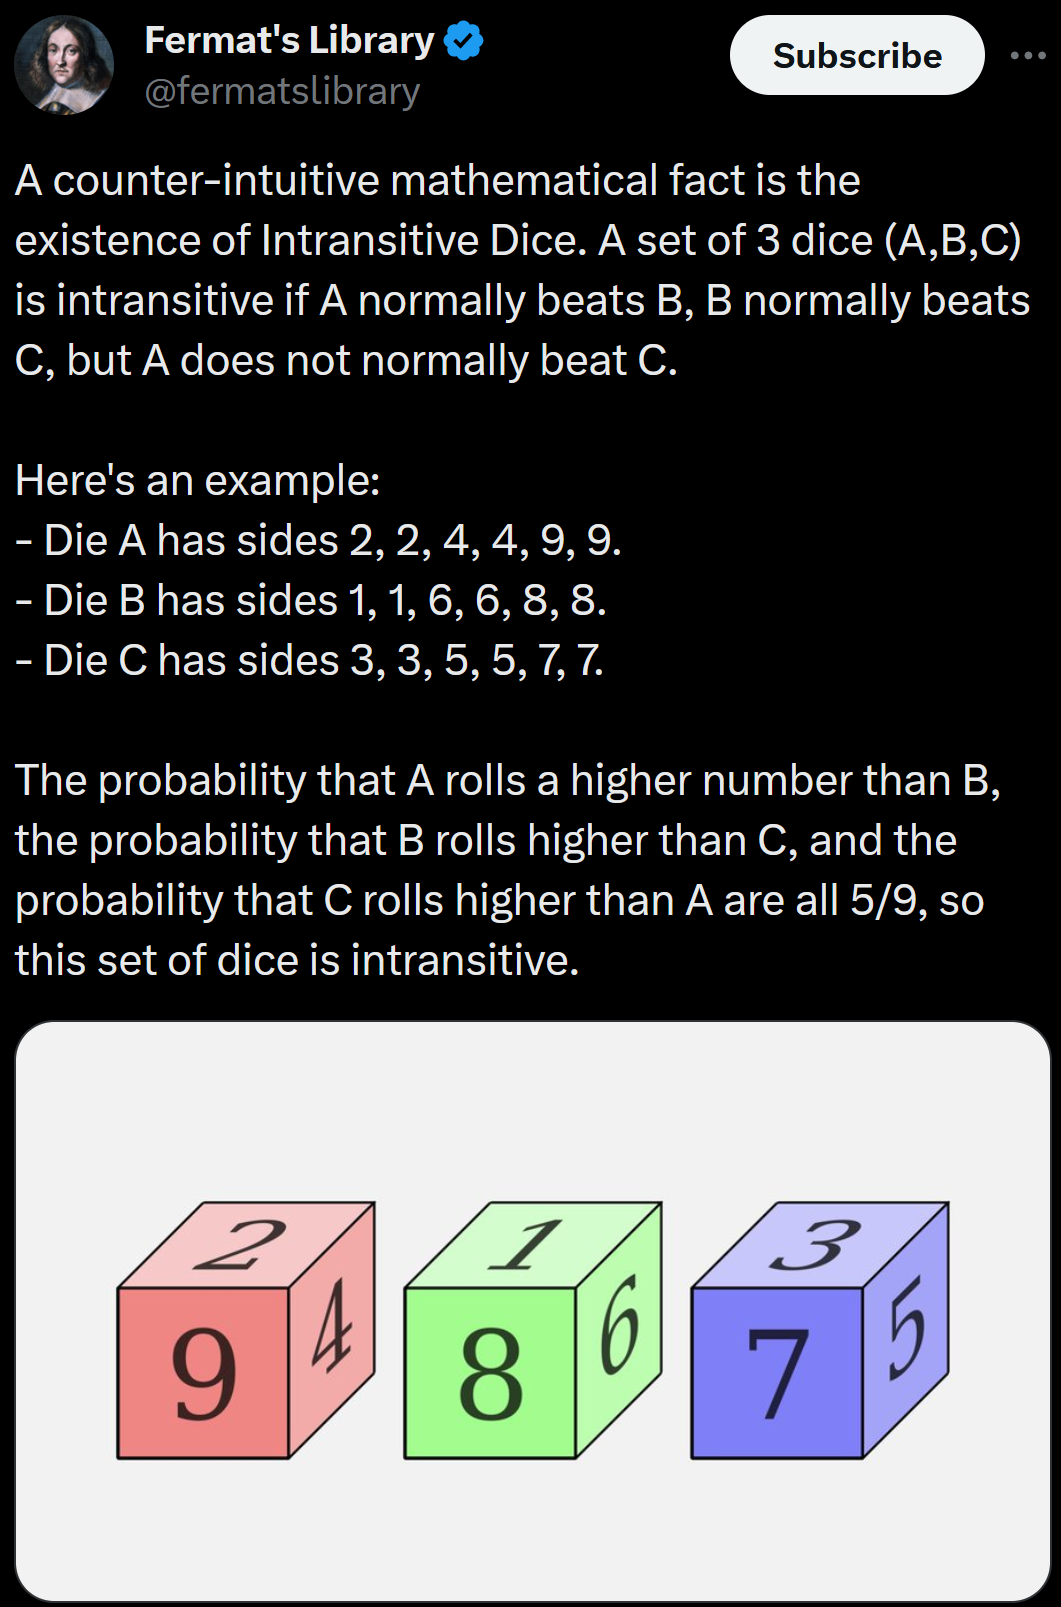 Fermat's Library
@fermatslibrary
Subscribe
A counter-intuitive mathematical fact is the
existence of Intransitive Dice. A set of 3 dice (A,B,C)
is intransitive if A normally beats B, B normally beats
C, but A does not normally beat C.
Here's an example:
- Die A has sides 2, 2, 4, 4, 9, 9.
- Die B has sides 1, 1, 6, 6, 8, 8.
- Die C has sides 3, 3, 5, 5, 7, 7.
The probability that A rolls a higher number than B,
the probability that B rolls higher than C, and the
probability that C rolls higher than A are all 5/9, so
this set of dice is intransitive.
2
9
4
1
8
6
3
7
5